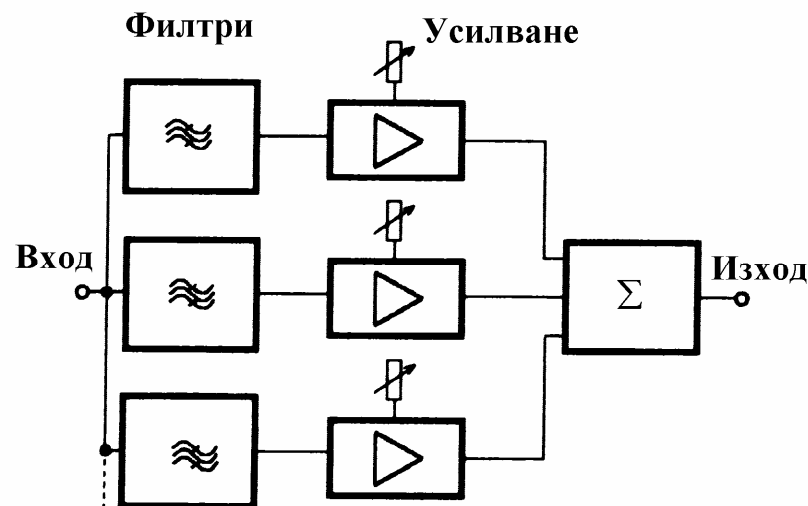 Филтри
Усилване
Вход
Σ
Изход